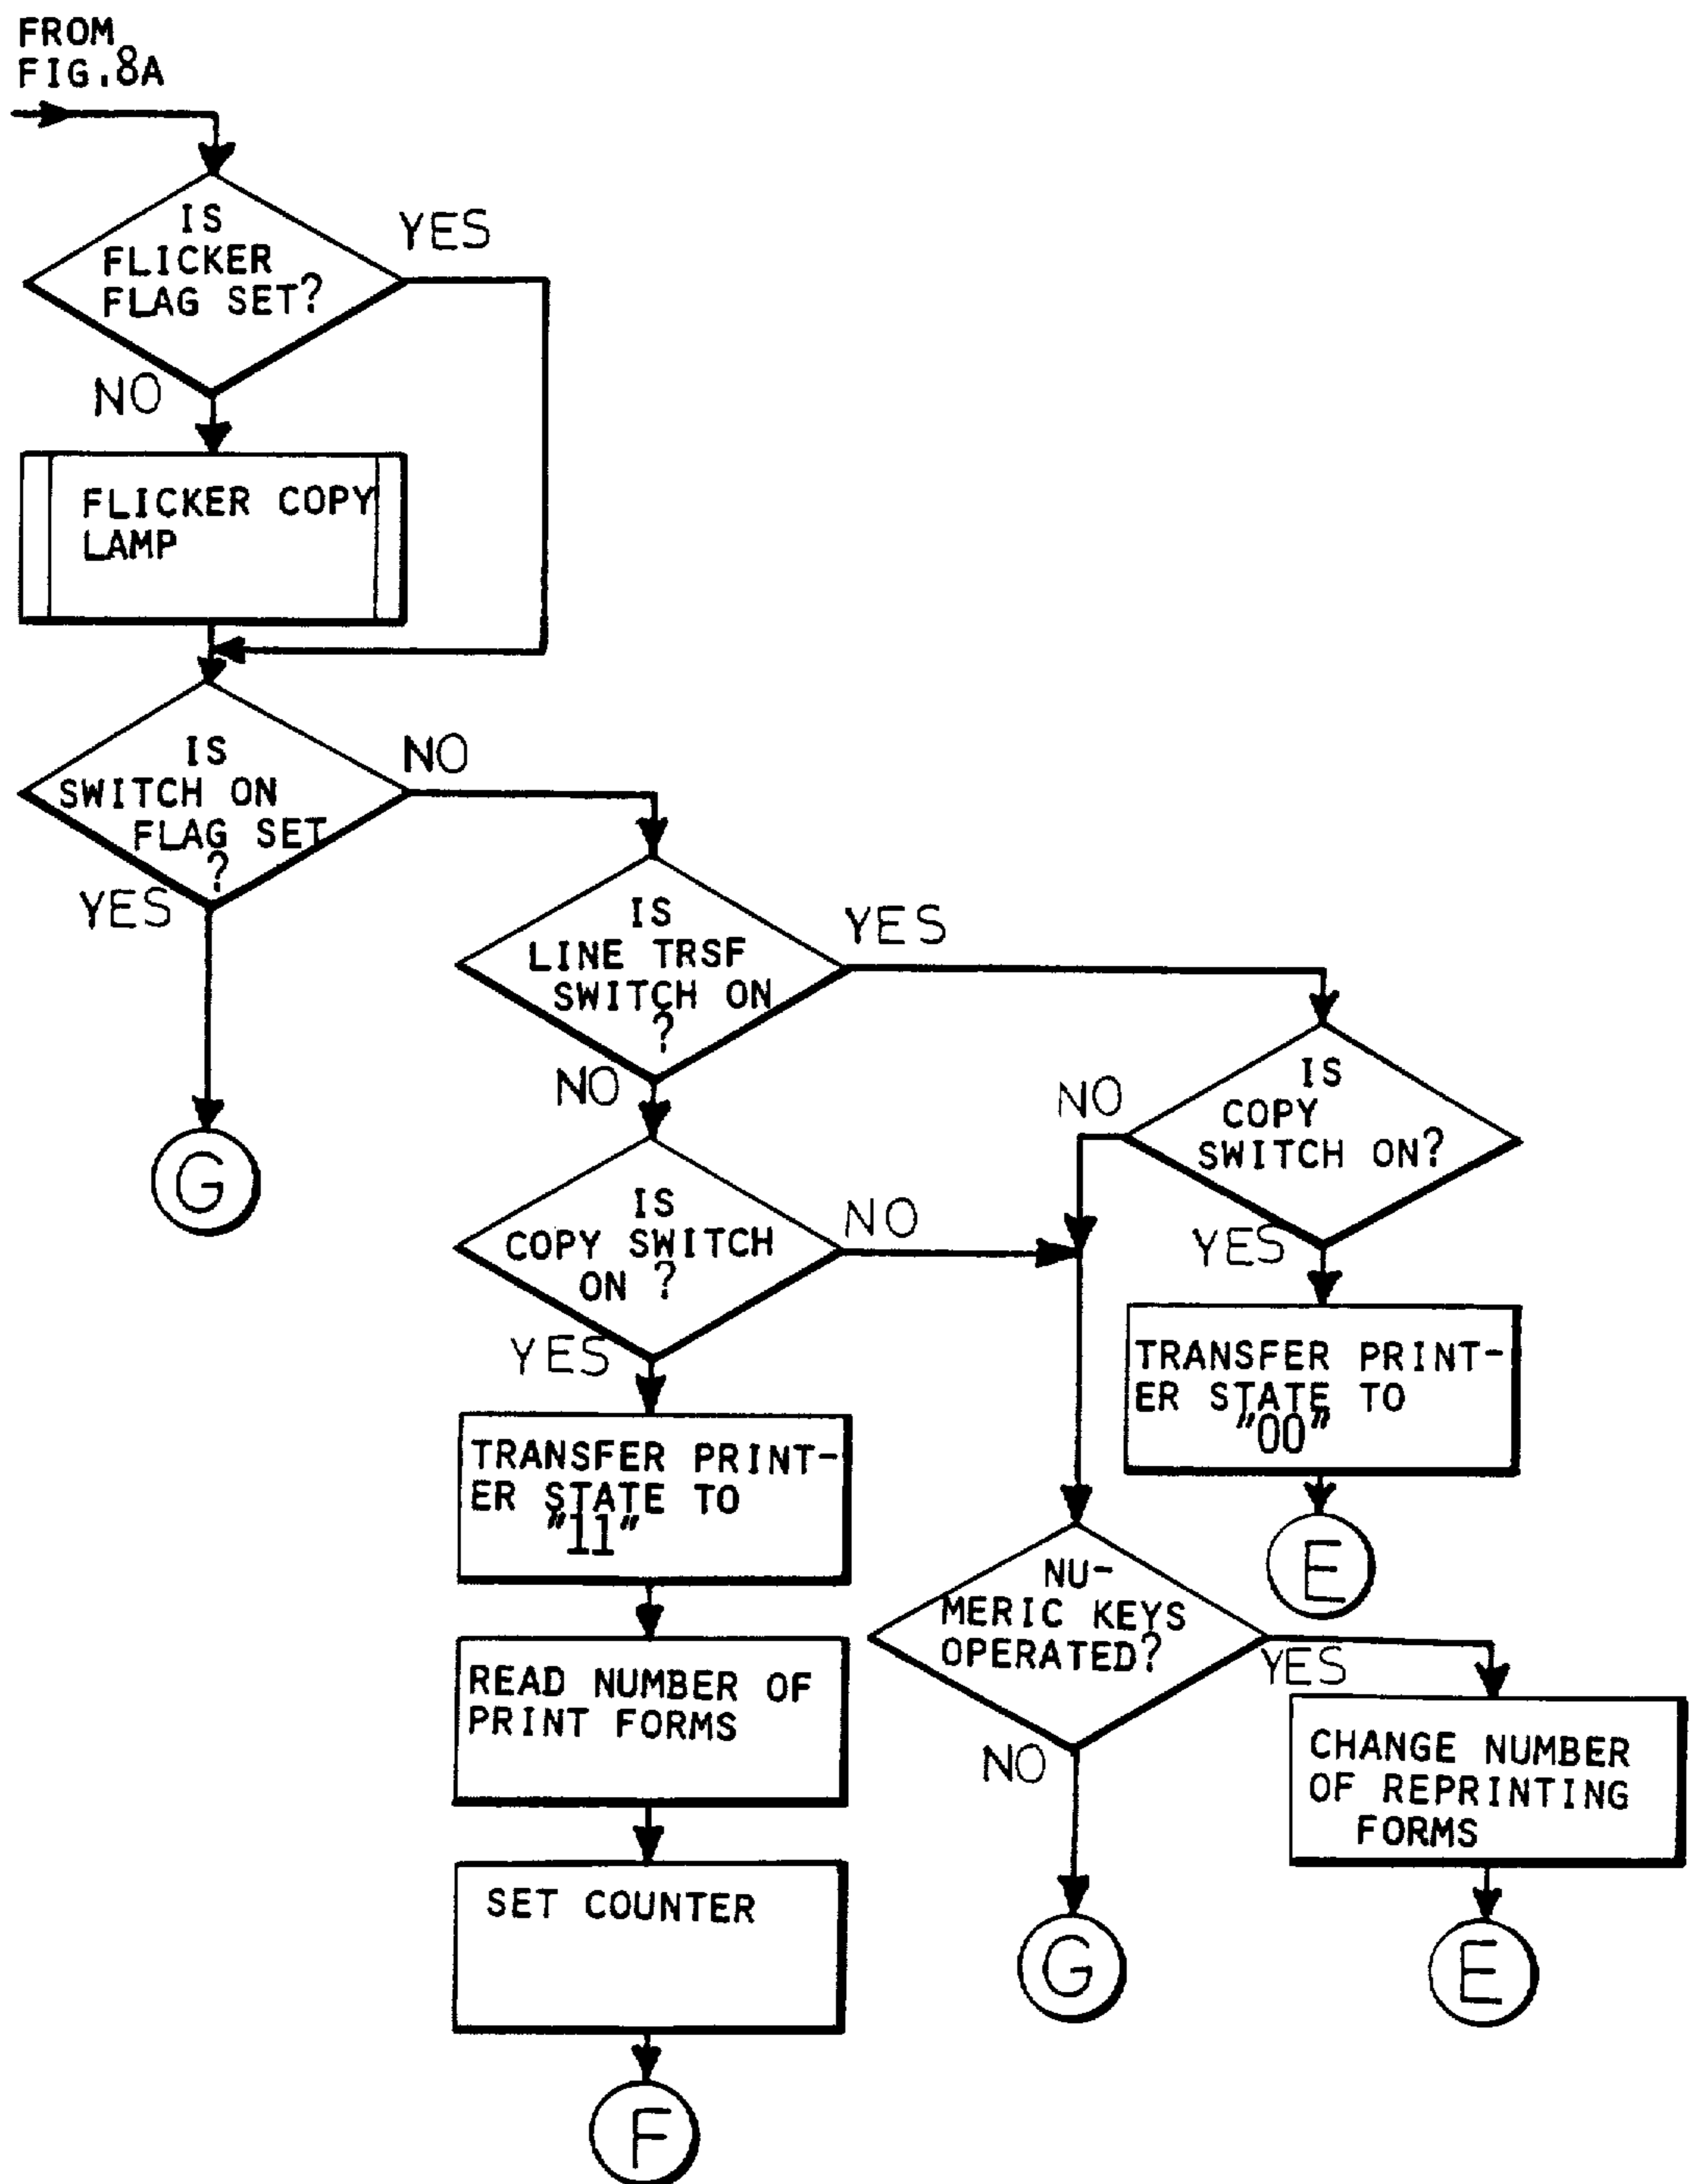 FROM
FIG.8A
IS
FLICKER
FLAG SET?
YES
NO
FLICKER COPY
LAMP
IS
SWITCH ON
FLAG SET
?
NO
YES
G
IS
LINE TRSF
SWITCH ON
?
YES
NO
IS
COPY
SWITCH ON?
NO
YES
IS
COPY SWITCH
ON ?
NO
YES
TRANSFER PRINT-
ER STATE TO
"00"
E
TRANSFER PRINT-
ER STATE TO
"11"
NU-
MERIC KEYS
OPERATED?
YES
NO
READ NUMBER OF
PRINT FORMS
CHANGE NUMBER
OF REPRINTING
FORMS
SET COUNTER
G
E
F